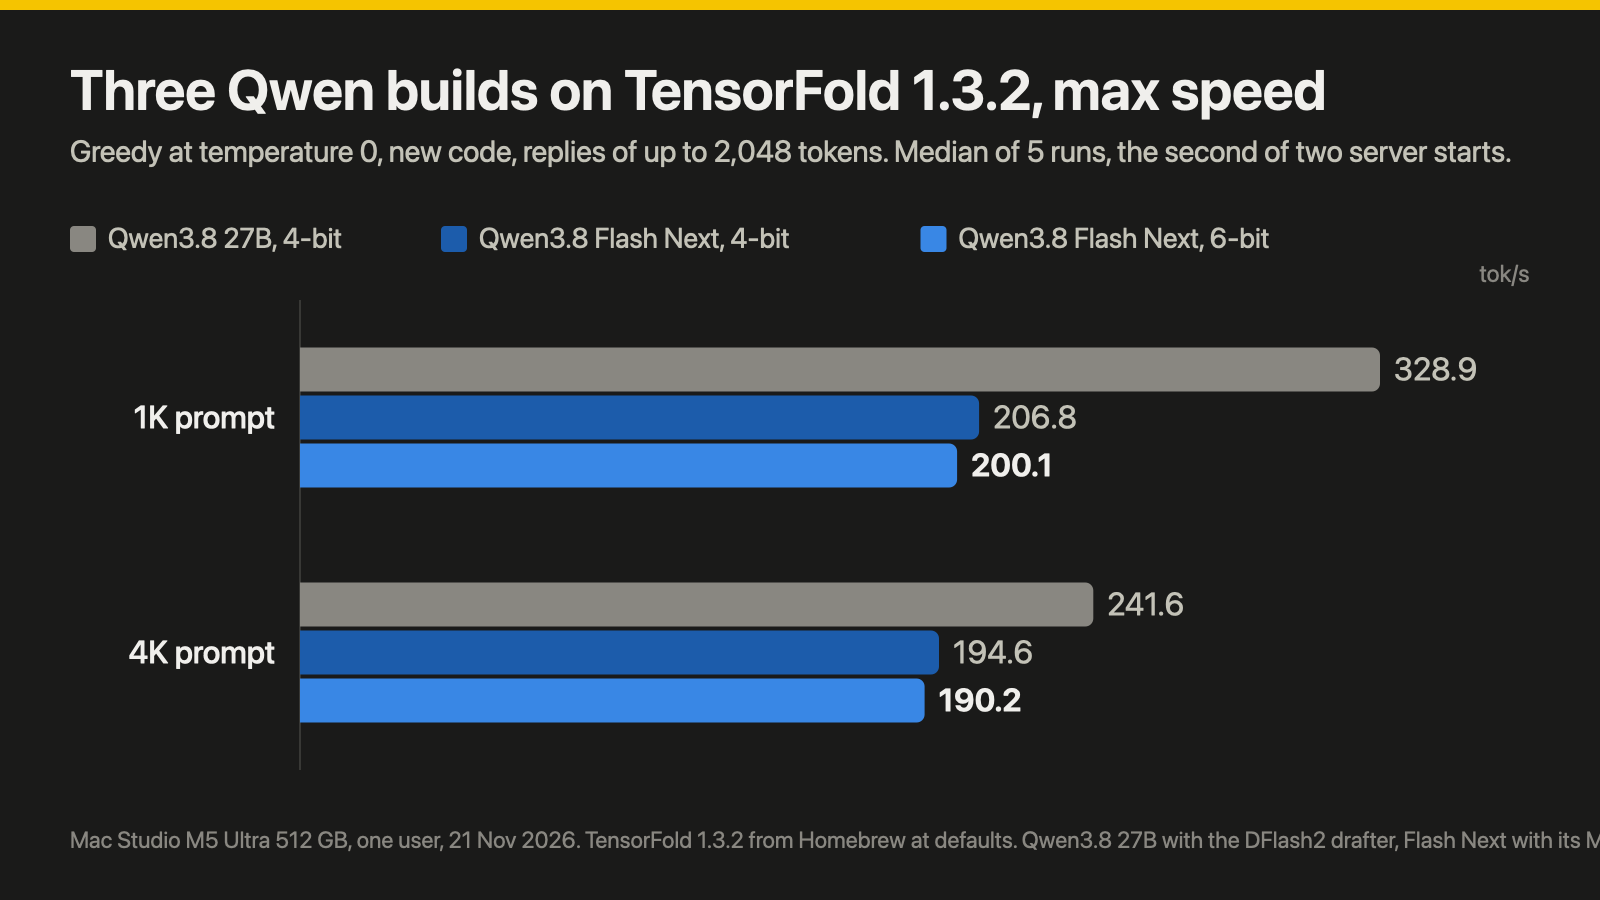 Three Qwen builds on TensorFold 1.3.2, max speed
Greedy at temperature 0, new code, replies of up to 2,048 tokens. Median of 5 runs, the second of two server starts.
Qwen3.8 27B, 4-bit
Qwen3.8 Flash Next, 4-bit
Qwen3.8 Flash Next, 6-bit
tok/s
328.9
1K prompt
206.8
200.1
241.6
4K prompt
194.6
190.2
Mac Studio M5 Ultra 512 GB, one user, 21 Nov 2026. TensorFold 1.3.2 from Homebrew at defaults. Qwen3.8 27B with the DFlash2 drafter, Flash Next with its